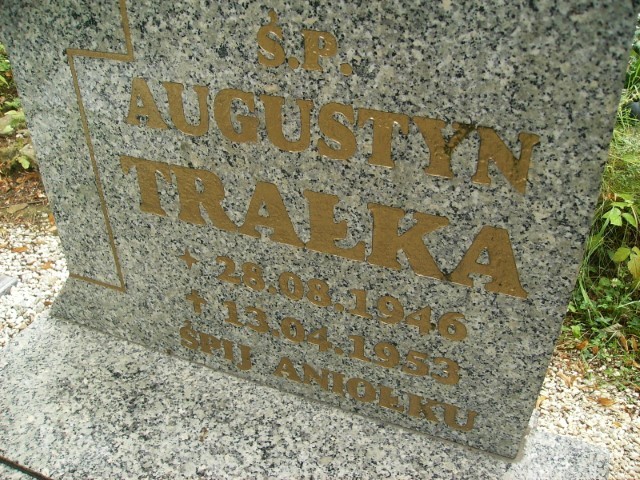 Ś.P.
AUGUSTYN
TRAŁKA
* 28.08.1946
† 13.04.1953
ŚPIJ ANIOŁKU